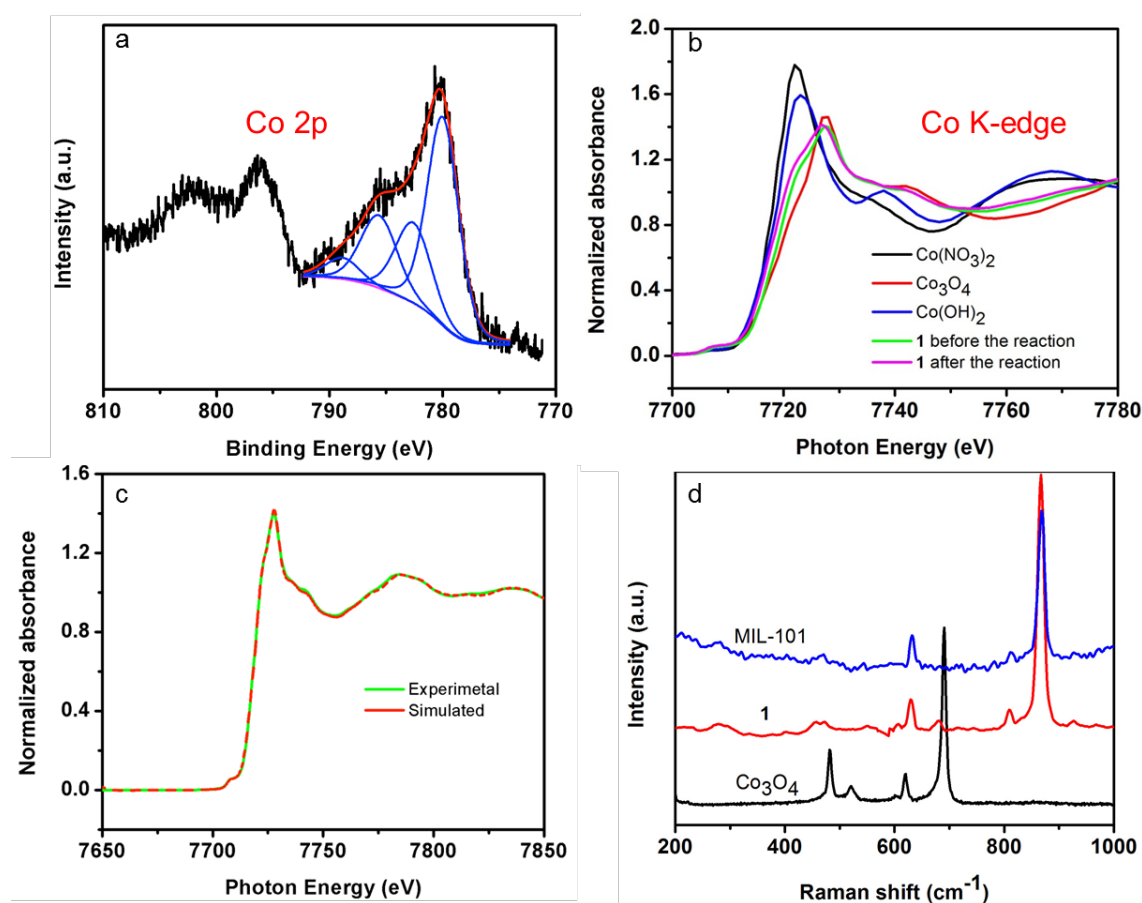 a
Co 2p
Intensity (a.u.)
810 800 790 780 770
Binding Energy (eV)
b
Co K-edge
Normalized absorbance
2.0
1.6
1.2
0.8
0.4
0.0
Co(NO3)2
Co3O4
Co(OH)2
1 before the reaction
1 after the reaction
7700 7720 7740 7760 7780
Photon Energy (eV)
c
Normalized absorbance
1.6
1.2
0.8
0.4
0.0
Experimetal
Simulated
7650 7700 7750 7800 7850
Photon Energy (eV)
d
Intensity (a.u.)
MIL-101
1
Co3O4
200 400 600 800 1000
Raman shift (cm-1)